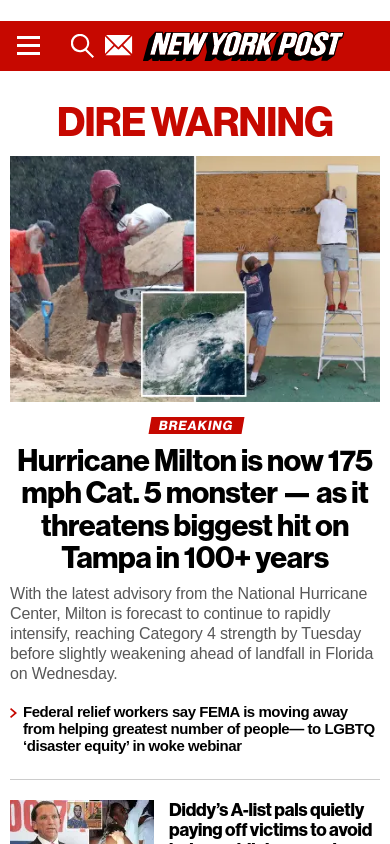 NEW YORK POST
DIRE WARNING
BREAKING
Hurricane Milton is now 175
mph Cat. 5 monster — as it
threatens biggest hit on
Tampa in 100+ years
With the latest advisory from the National Hurricane
Center, Milton is forecast to continue to rapidly
intensify, reaching Category 4 strength by Tuesday
before slightly weakening ahead of landfall in Florida
on Wednesday.
Federal relief workers say FEMA is moving away
from helping greatest number of people— to LGBTQ
‘disaster equity’ in woke webinar
Diddy’s A-list pals quietly
paying off victims to avoid